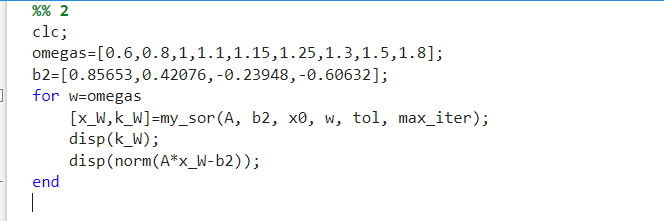 %% 2
clc;
omegas=[0.6,0.8,1,1.1,1.15,1.25,1.3,1.5,1.8];
b2=[0.85653,0.42076,-0.23948,-0.60632];
for w=omegas
    [x_W,k_W]=my_sor(A, b2, x0, w, tol, max_iter);
    disp(k_W);
    disp(norm(A*x_W-b2));
end